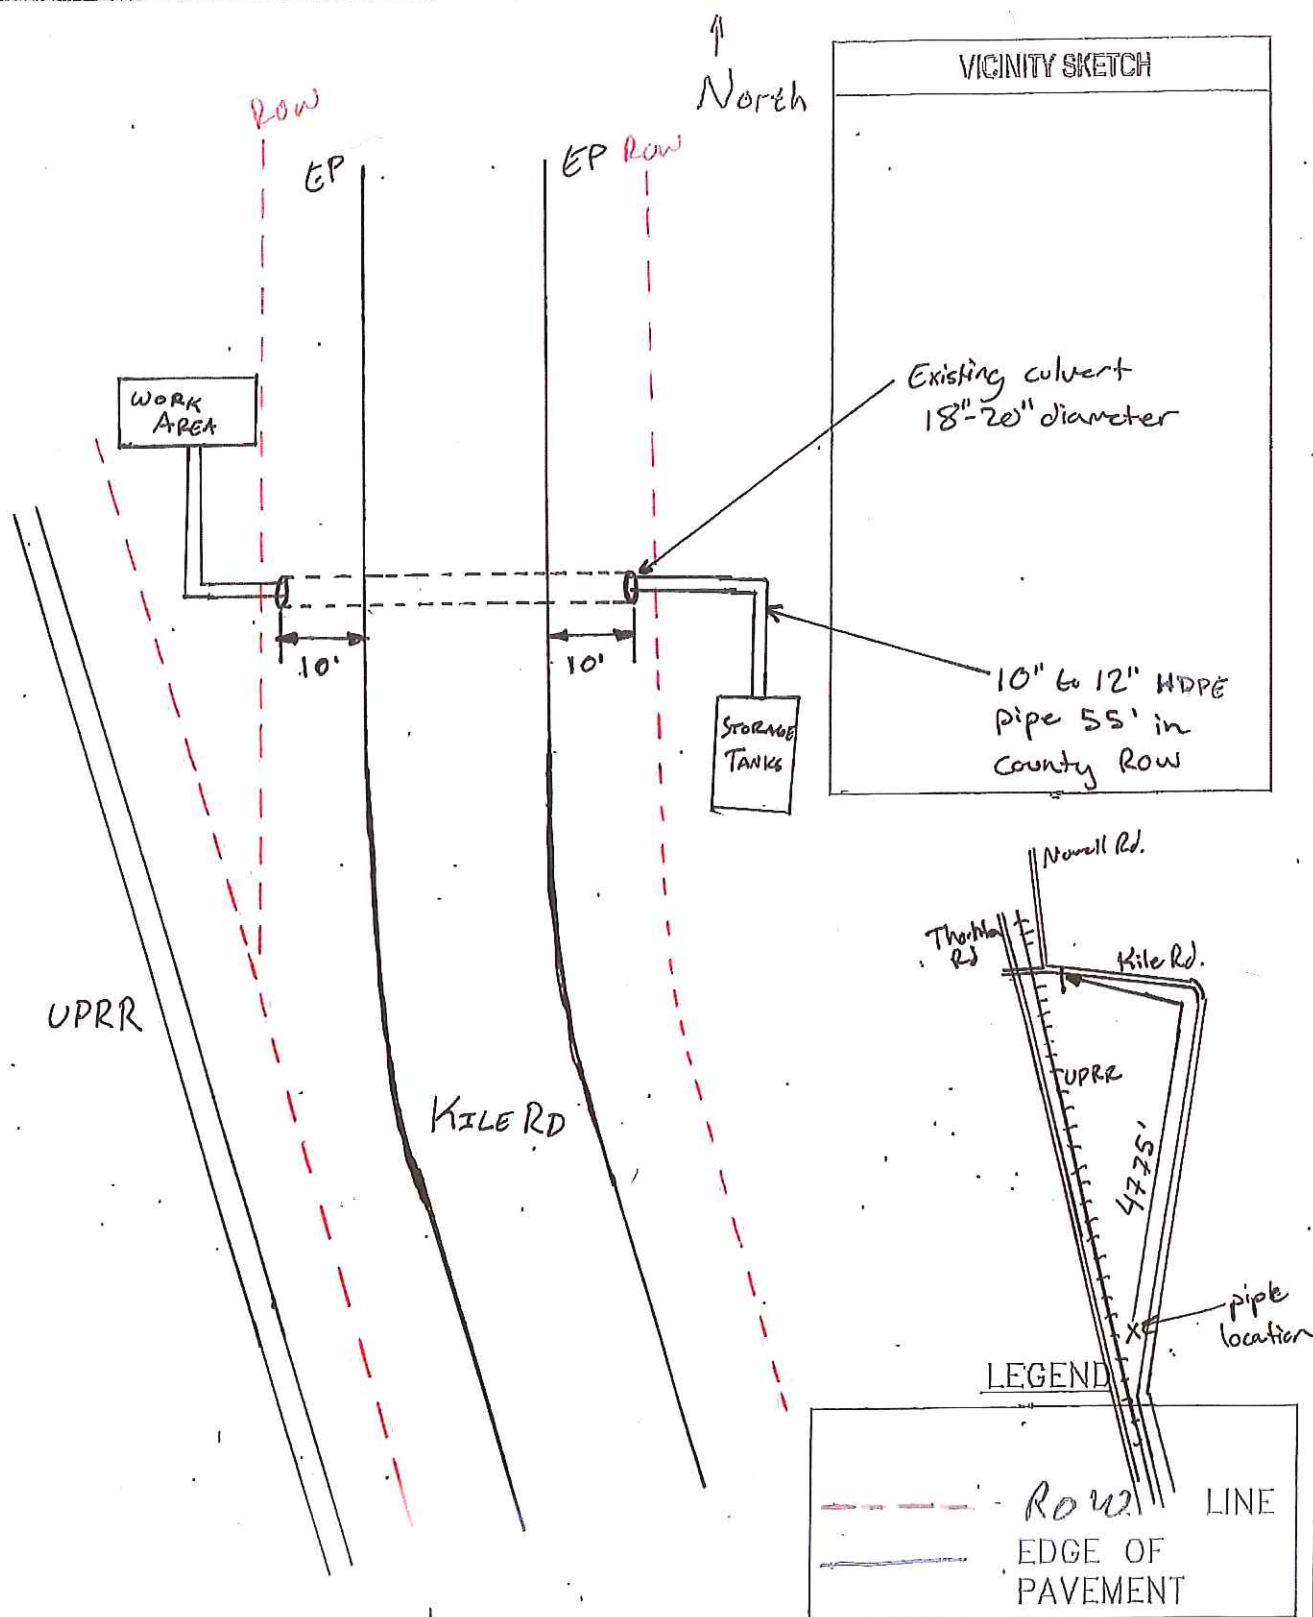 North
VICINITY SKETCH
ROW
EP
EP
ROW
WORK
AREA
Existing culvert
18"-20" diameter
10'
10'
10" to 12" HDPE
pipe 55' in
County Row
STORAGE
TANKS
UPRR
KILE RD
Nowell Rd.
Rd
Kile Rd.
UPRR
4775'
X
location
LEGEND
ROW LINE
EDGE OF
PAVEMENT